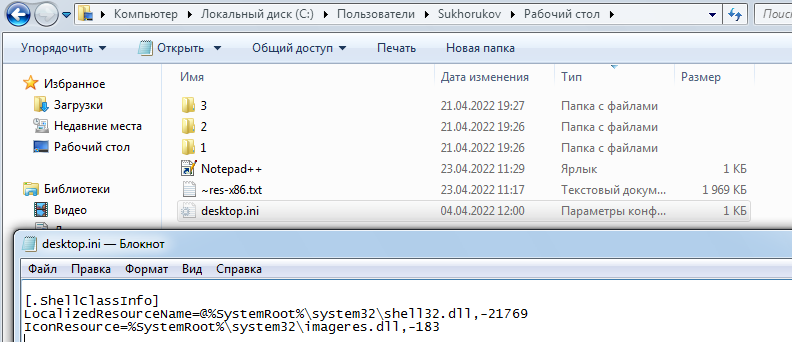 Компьютер ▸ Локальный диск (C:) ▸ Пользователи ▸ Sukhorukov ▸ Рабочий стол ▸
Упорядочить Открыть Общий доступ Печать Новая папка
Избранное
Загрузки
Недавние места
Рабочий стол
Библиотеки
Видео
Имя Дата изменения Тип Размер
3 21.04.2022 19:27 Папка с файлами
2 21.04.2022 19:26 Папка с файлами
1 21.04.2022 19:26 Папка с файлами
Notepad++ 23.04.2022 11:29 Ярлык 1 КБ
~res-x86.txt 23.04.2022 11:17 Текстовый докум... 1 969 КБ
desktop.ini 04.04.2022 12:00 Параметры конф... 1 КБ
desktop.ini — Блокнот
Файл Правка Формат Вид Справка
[.ShellClassInfo]
LocalizedResourceName=@%SystemRoot%\system32\shell32.dll,-21769
IconResource=%SystemRoot%\system32\imageres.dll,-183